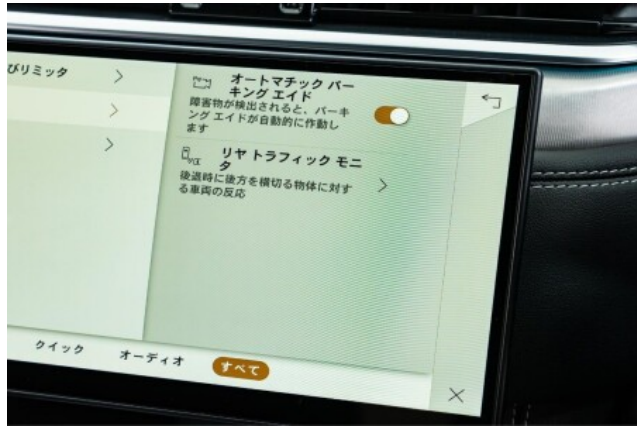 びリミッタ
オートマチック パー
キング エイド
障害物が検出されると、パーキ
ング エイドが自動的に作動し
ます
リヤ トラフィック モニ
タ
後退時に後方を横切る物体に対す
る車両の反応
クイック オーディオ すべて